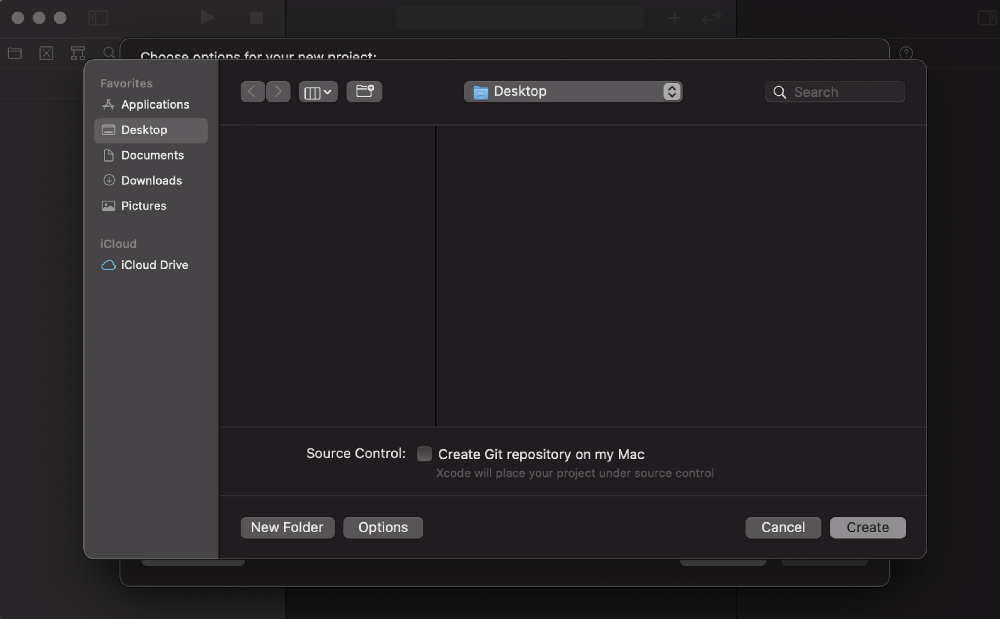 Choose options for your new project:
Favorites
Applications
Desktop
Documents
Downloads
Pictures
iCloud
iCloud Drive
Desktop
Search
Source Control: Create Git repository on my Mac
Xcode will place your project under source control
New Folder Options Cancel Create